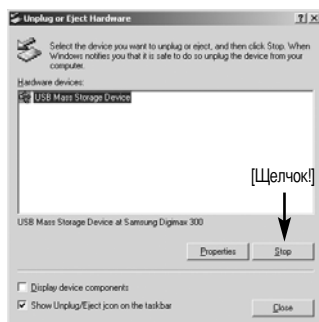 Unplug or Eject Hardware
Select the device you want to unplug or eject, and then click Stop. When
Windows notifies you that it is safe to do so unplug the device from your
computer.
Hardware devices:
USB Mass Storage Device
[Щелчок!]
USB Mass Storage Device at Samsung Digimax 300
Properties
Stop
Display device components
Show Unplug/Eject icon on the taskbar
Close